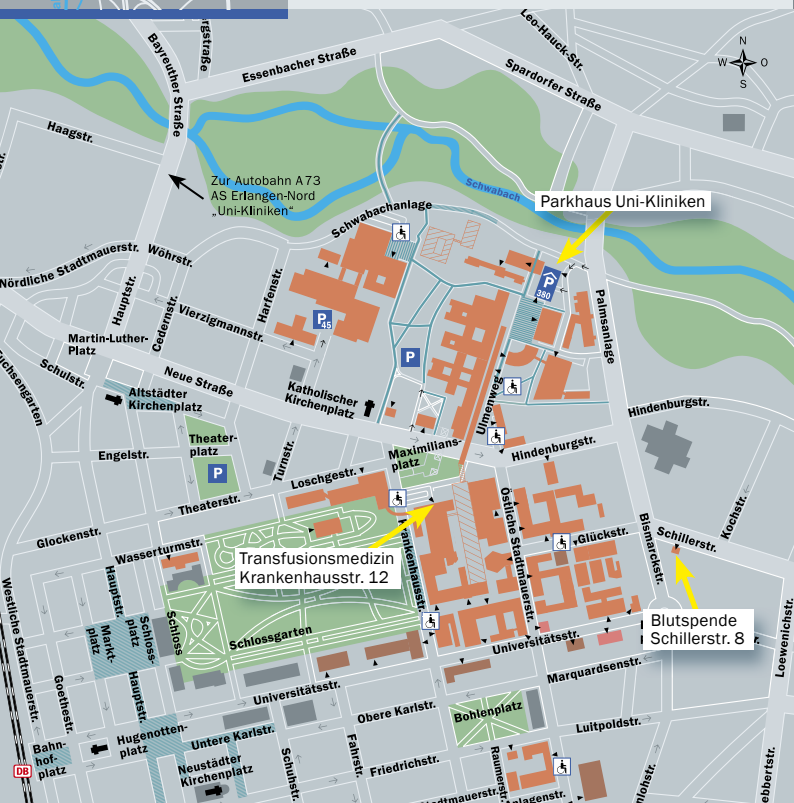 Leo-Hauck-Str.
Bayreuther Straße
Essenbacher Straße
Spardorfer Straße
N
W
O
S
Haagstr.
Zur Autobahn A 73
AS Erlangen-Nord
„Uni-Kliniken“
Schwabach
Parkhaus Uni-Kliniken
Schwabachanlage
Nördliche Stadtmauerstr.
Wöhrstr.
Hauptstr.
Cedernstr.
Harfenstr.
Vierzigmannstr.
P
45
P
380
Palmsanlage
P
Martin-Luther-
Platz
Schulstr.
Neue Straße
Altstädter
Kirchenplatz
Katholischer
Kirchenplatz
Ulmenweg
Hindenburgstr.
Theater-
platz
P
Engelstr.
Turnstr.
Maximilians-
platz
Hindenburgstr.
Loschgestr.
Theaterstr.
Glockenstr.
Wasserturmstr.
Östliche Stadtmauerstr.
Glückstr.
Bismarckstr.
Schillerstr.
Kochstr.
Transfusionsmedizin
Krankenhausstr. 12
Krankenhausstr.
Blutspende
Schillerstr. 8
Westliche Stadtmauerstr.
Hauptstr.
Markt-
platz
Schloss-
platz
Schloss
Schlossgarten
Universitätsstr.
Marquardsenstr.
Loewenichstr.
Goethestr.
Hauptstr.
Universitätsstr.
Obere Karlstr.
Bohlenplatz
Luitpoldstr.
Bahn-
hof-
platz
DB
Hugenotten-
platz
Untere Karlstr.
Neustädter
Kirchenplatz
Schuhstr.
Fahrstr.
Friedrichstr.
Raumerstr.